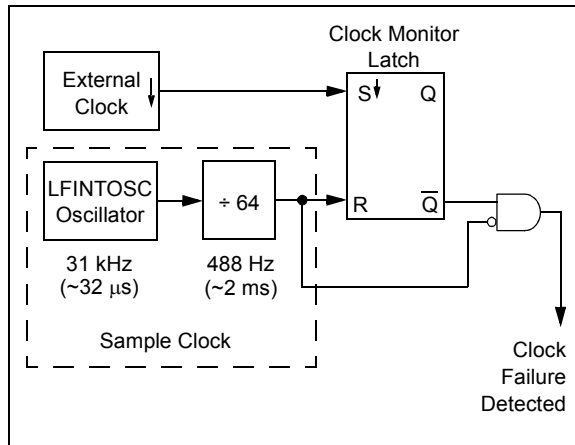 External
Clock
Clock Monitor
Latch
S
Q
LFINTOSC
Oscillator
÷ 64
R
Q̅
31 kHz
(~32 μs)
488 Hz
(~2 ms)
Sample Clock
Clock
Failure
Detected